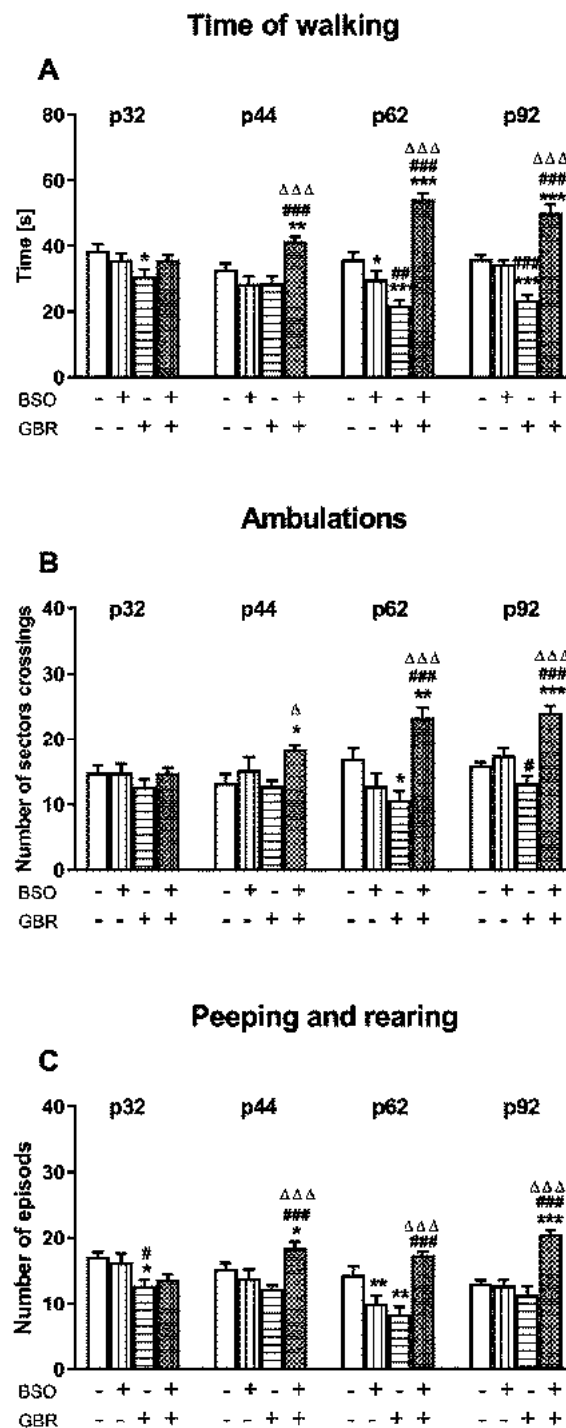 Time of walking
A
p32 p44 p62 p92
Time [s]
80
60
40
20
0
*
ΔΔΔ
###
**
*
##
***
ΔΔΔ
###
***
###
***
ΔΔΔ
###
***
BSO - + - + - + - + - + - + - + - +
GBR - - + + - - + + - - + + - - + +
Ambulations
B
p32 p44 p62 p92
Number of sectors crossings
40
30
20
10
0
Δ
*
*
ΔΔΔ
###
**
#
ΔΔΔ
###
***
BSO - + - + - + - + - + - + - + - +
GBR - - + + - - + + - - + + - - + +
Peeping and rearing
C
p32 p44 p62 p92
Number of episods
40
30
20
10
0
#
*
ΔΔΔ
###
*
**
**
ΔΔΔ
###
ΔΔΔ
###
***
BSO - + - + - + - + - + - + - + - +
GBR - - + + - - + + - - + + - - + +